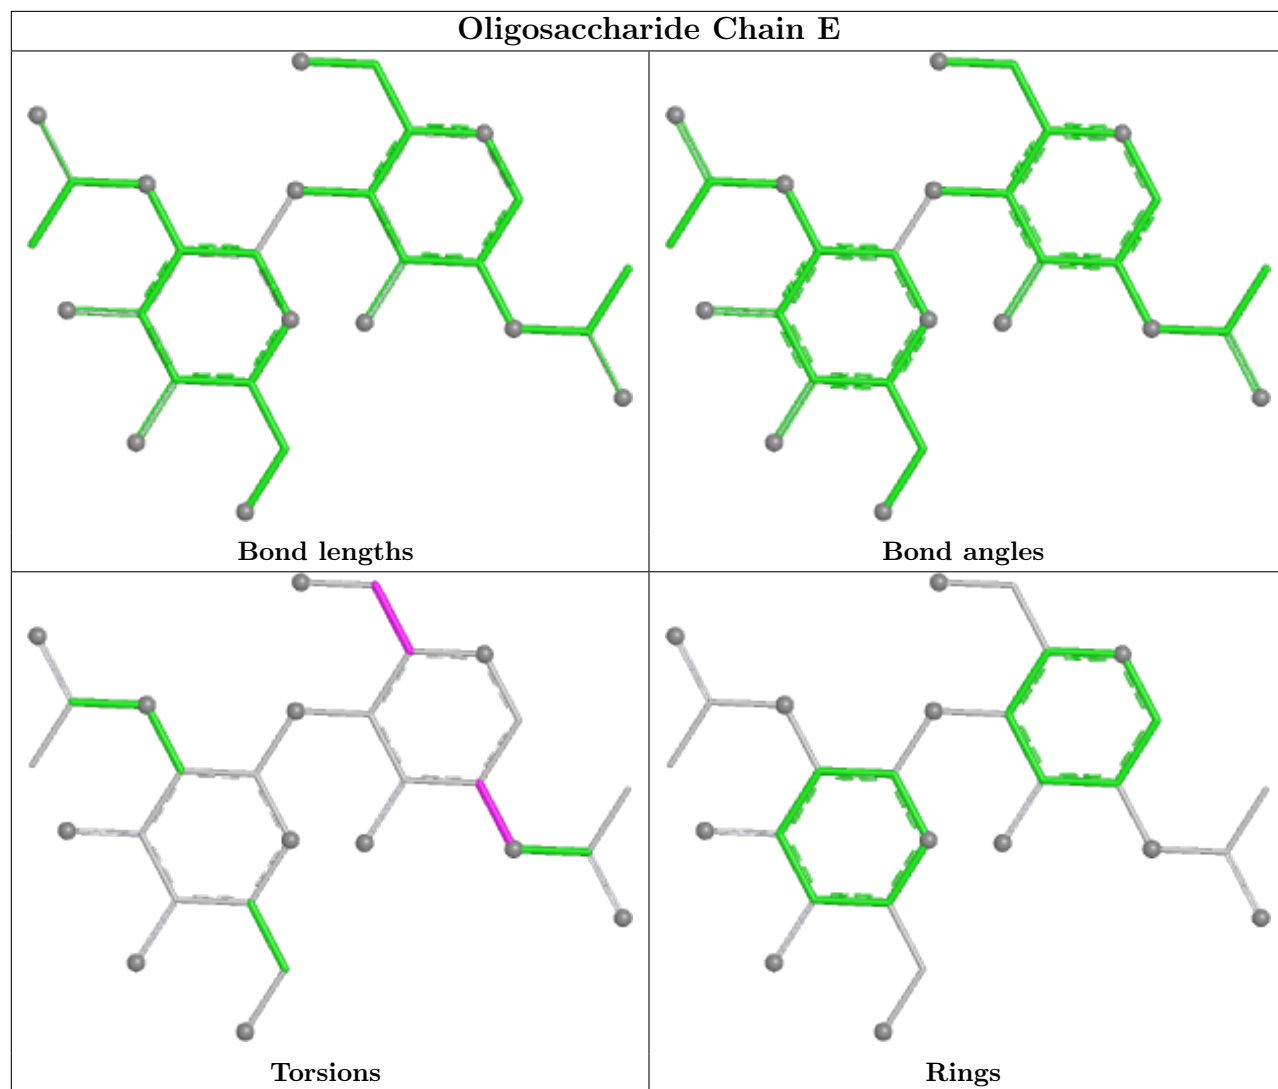 Oligosaccharide Chain E
Bond lengths
Bond angles
Torsions
Rings